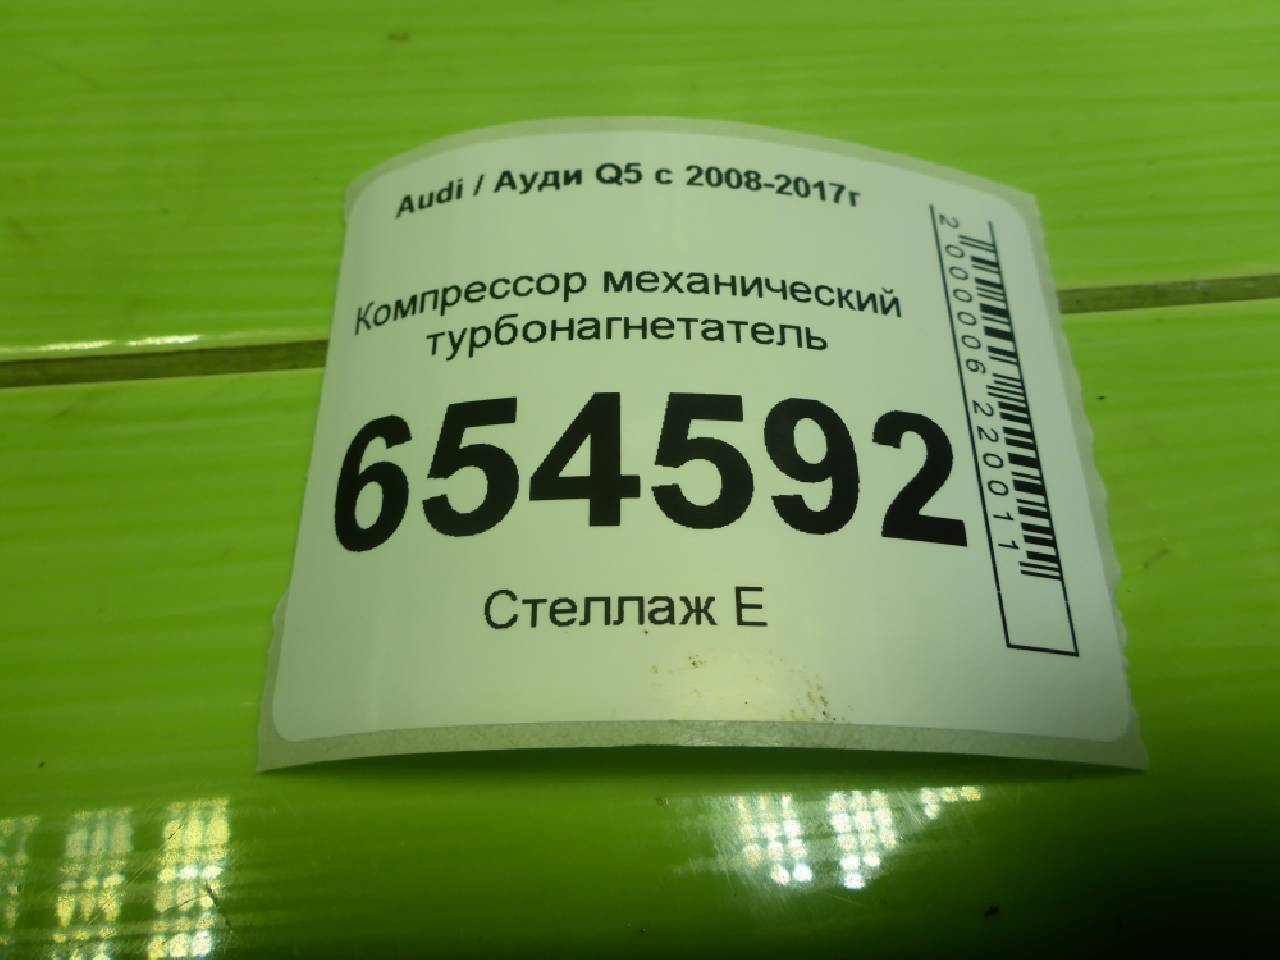 Audi / Ауди Q5 с 2008-2017г
Компрессор механический
турбонагнетатель
654592
Стеллаж Е
2000006220011